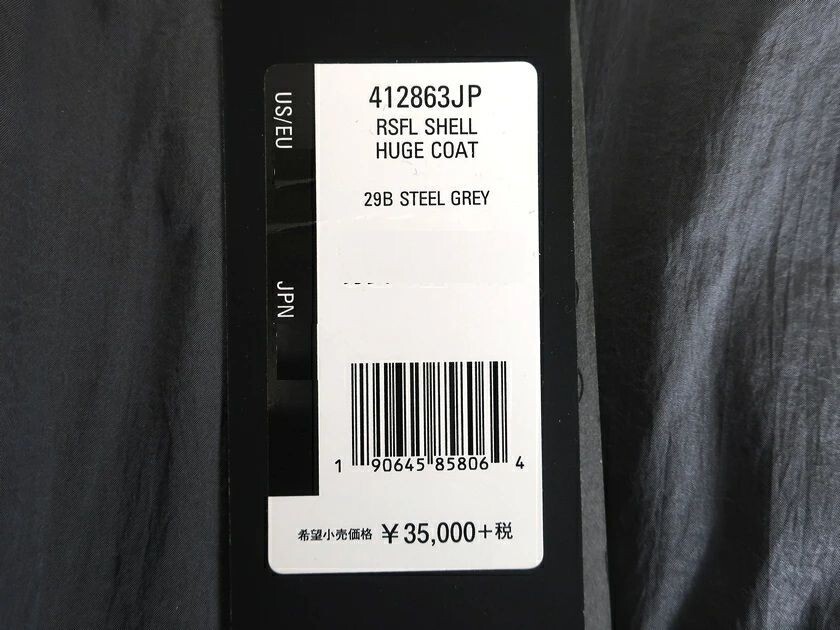 US/EU
412863JP
RSFL SHELL
HUGE COAT
29B STEEL GREY
JPN
1 90645 85806 4
希望小売価格 ¥35,000+税